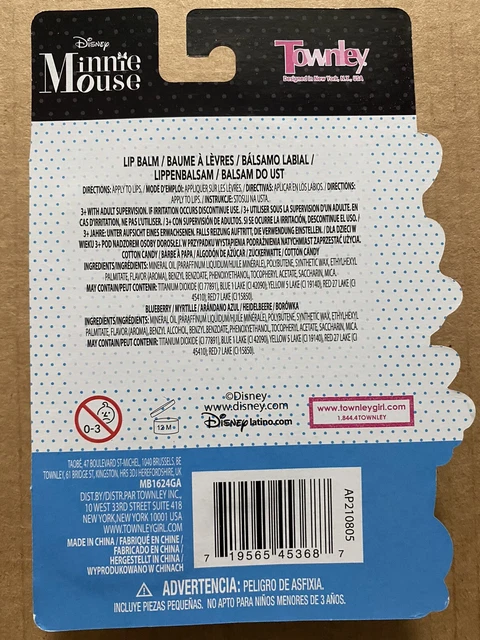 Disney
Minnie
Mouse
Townley
Designed in New York, N.Y., USA
LIP BALM / BAUME À LÈVRES / BÁLSAMO LABIAL /
LIPPENBALSAM / BALSAM DO UST
DIRECTIONS: APPLY TO LIPS. / MODE D'EMPLOI: APPLIQUER SUR LES LÈVRES. / DIRECTIVAS: APLICAR EN LOS LABIOS. / DIRECTIONS:
APPLY TO LIPS. / INSTRUKCJE: STOSUJ NA USTA.
3+ WITH ADULT SUPERVISION. IF IRRITATION OCCURS DISCONTINUE USE. / 3+ UTILISER SOUS LA SUPERVISION D'UN ADULTE. EN
CAS D'IRRITATION, NE PAS L'UTILISER. / 3+ CON SUPERVISIÓN DE ADULTOS. SI SE OCURRE LA IRRITACIÓN, DESCONTINUE EL USO. /
3+ JAHRE; UNTER AUFSICHT EINES ERWACHSENEN. FALLS REIZUNG AUFTRITT, DIE VERWENDUNG EINSTELLEN. / DLA DZIECI W
WIEKU 3+ POD NADZOREM OSOBY DOROSŁEJ. W PRZYPADKU WYSTĄPIENIA PODRAŻNIENIA NATYCHMIAST ZAPRZESTAĆ UŻYCIA.
COTTON CANDY / BARBE À PAPA / ALGODÓN DE AZÚCAR / ZUCKERWATTE / COTTON CANDY
INGREDIENTS/INGRÉDIENTS: MINERAL OIL (PARAFFINUM LIQUIDUM/HUILE MINÉRALE), POLYBUTENE, SYNTHETIC WAX, ETHYLHEXYL
PALMITATE, FLAVOR (AROMA), BENZYL BENZOATE, PHENOXYETHANOL, TOCOPHERYL ACETATE, SACCHARIN, MICA.
MAY CONTAIN/PEUT CONTENIR: TITANIUM DIOXIDE (CI 77891), BLUE 1 LAKE (CI 42090), YELLOW 5 LAKE (CI 19140), RED 27 LAKE (CI
45410), RED 7 LAKE (CI 15850).
BLUEBERRY / MYRTILLE / ARÁNDANO AZUL / HEIDELBEERE / BORÓWKA
INGREDIENTS/INGRÉDIENTS: MINERAL OIL (PARAFFINUM LIQUIDUM/HUILE MINÉRALE), POLYBUTENE, SYNTHETIC WAX, ETHYLHEXYL
PALMITATE, FLAVOR (AROMA), BENZYL ALCOHOL, BENZYL BENZOATE, PHENOXYETHANOL, TOCOPHERYL ACETATE, SACCHARIN, MICA.
MAY CONTAIN/PEUT CONTENIR: TITANIUM DIOXIDE (CI 77891), BLUE 1 LAKE (CI 42090), YELLOW 5 LAKE (CI 19140), RED 27 LAKE (CI
45410), RED 7 LAKE (CI 15850).
0-3
12 M
©Disney
www.disney.com
Disney latino.com
www.townleygirl.com
1.844.4TOWNLEY
TAOBÉ, 47 BOULEVARD ST-MICHEL, 1040 BRUSSELS, BE
TOWNLEY, 61 BRIDGE ST, KINGSTON, HR5 3DJ HEREFORDSHIRE, UK
MB1624GA
DIST.BY/DISTR.PAR TOWNLEY INC.,
10 WEST 33RD STREET SUITE 418
NEW YORK, NEW YORK 10001 USA
WWW.TOWNLEYGIRL.COM
MADE IN CHINA / FABRIQUÉ EN CHINE /
FABRICADO EN CHINA /
HERGESTELLT IN CHINA /
WYPRODUKOWANO W CHINACH
7 19565 45368 7
AP210805
ADVERTENCIA: PELIGRO DE ASFIXIA.
INCLUYE PIEZAS PEQUEÑAS. NO APTO PARA NIÑOS MENORES DE 3 AÑOS.